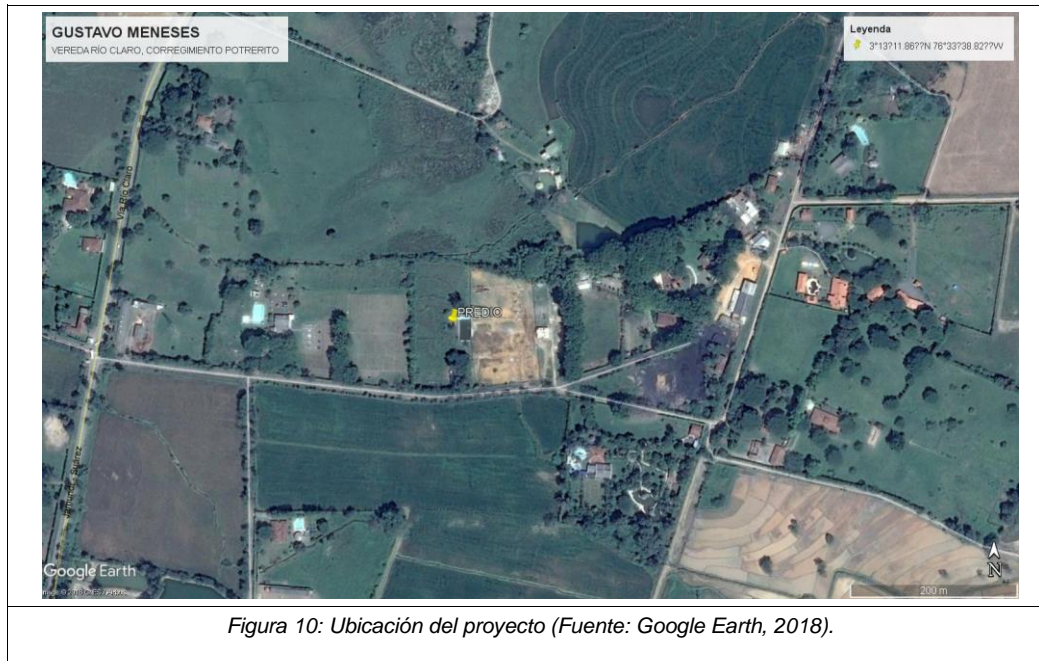 GUSTAVO MENESES
VEREDA RÍO CLARO, CORREGIMIENTO POTRERITO
Leyenda
3°13?11.86??N 76°33?38.82??W
Vía Río Claro
PREDIO
Google Earth
200 m
N
Figura 10: Ubicación del proyecto (Fuente: Google Earth, 2018).